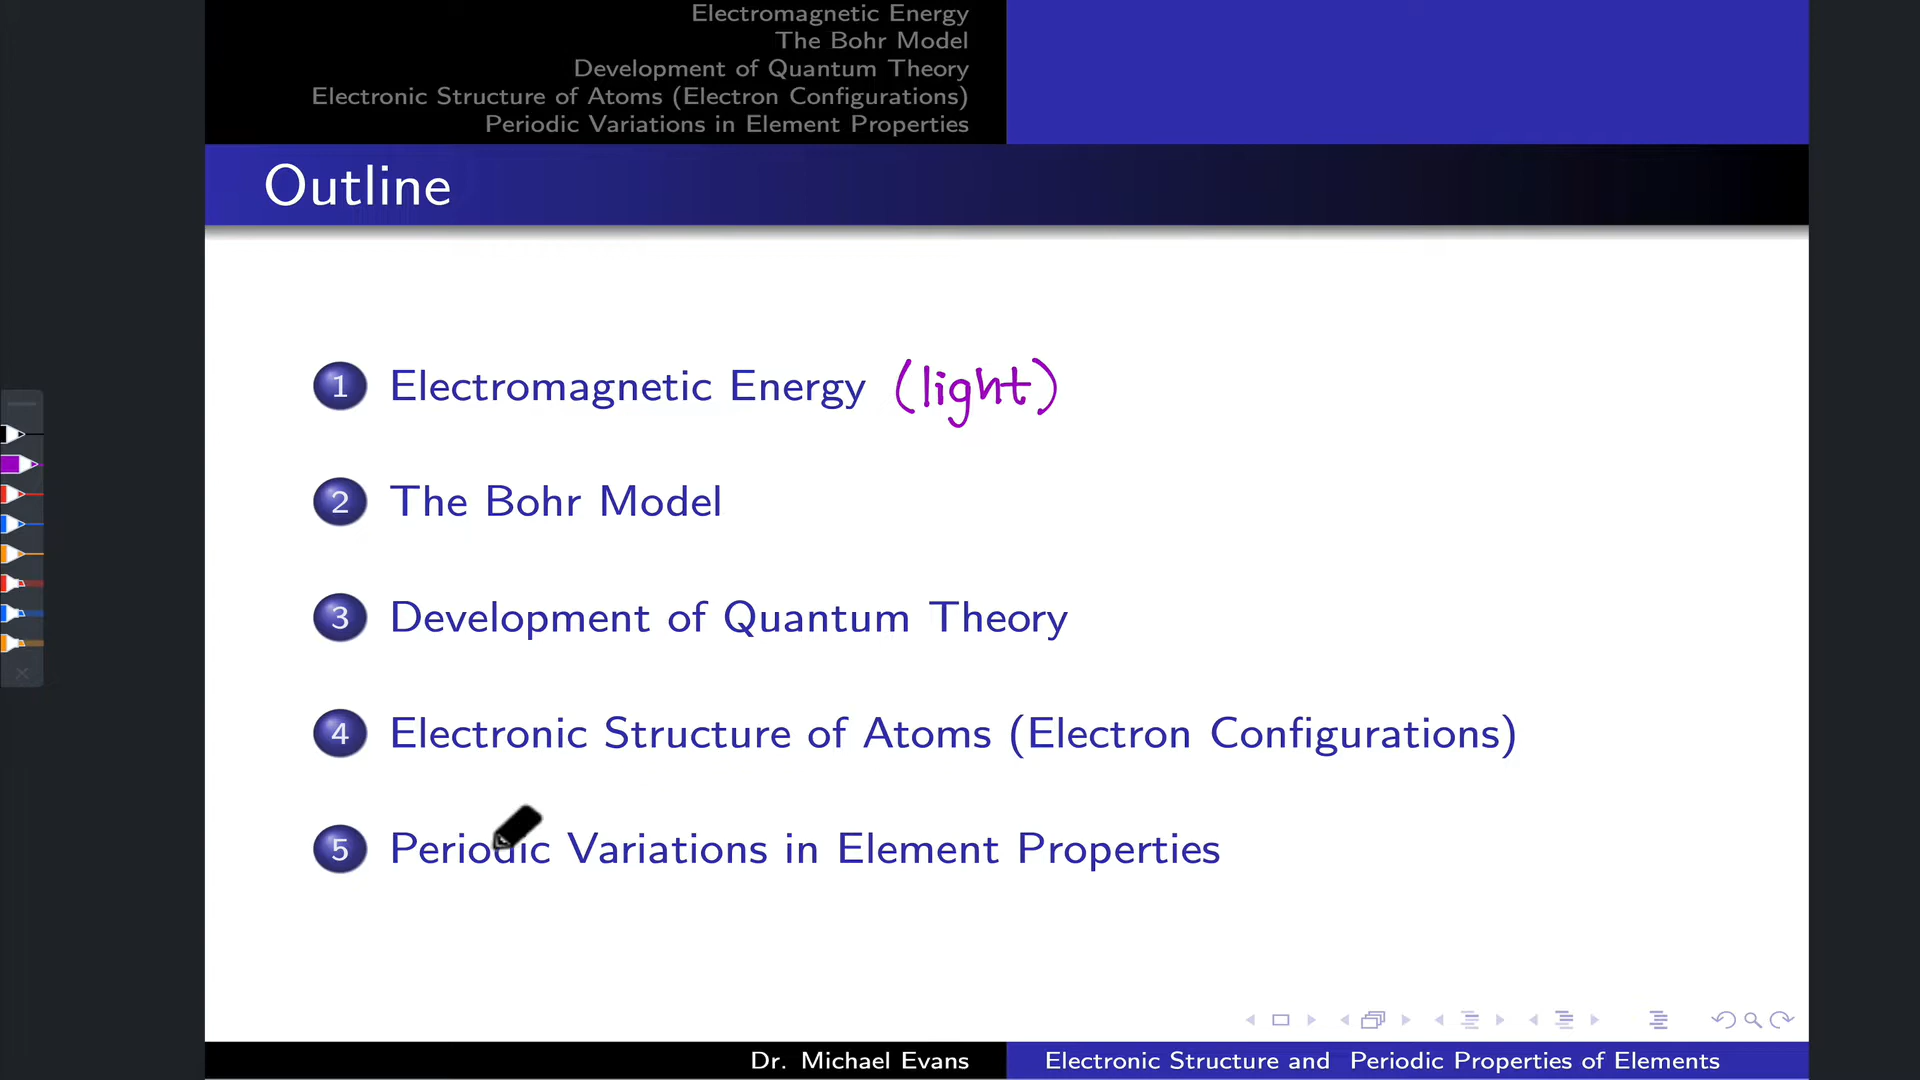 Electromagnetic Energy
The Bohr Model
Development of Quantum Theory
Electronic Structure of Atoms (Electron Configurations)
Periodic Variations in Element Properties
Outline
1 Electromagnetic Energy (light)
2 The Bohr Model
3 Development of Quantum Theory
4 Electronic Structure of Atoms (Electron Configurations)
5 Periodic Variations in Element Properties
Dr. Michael Evans Electronic Structure and Periodic Properties of Elements